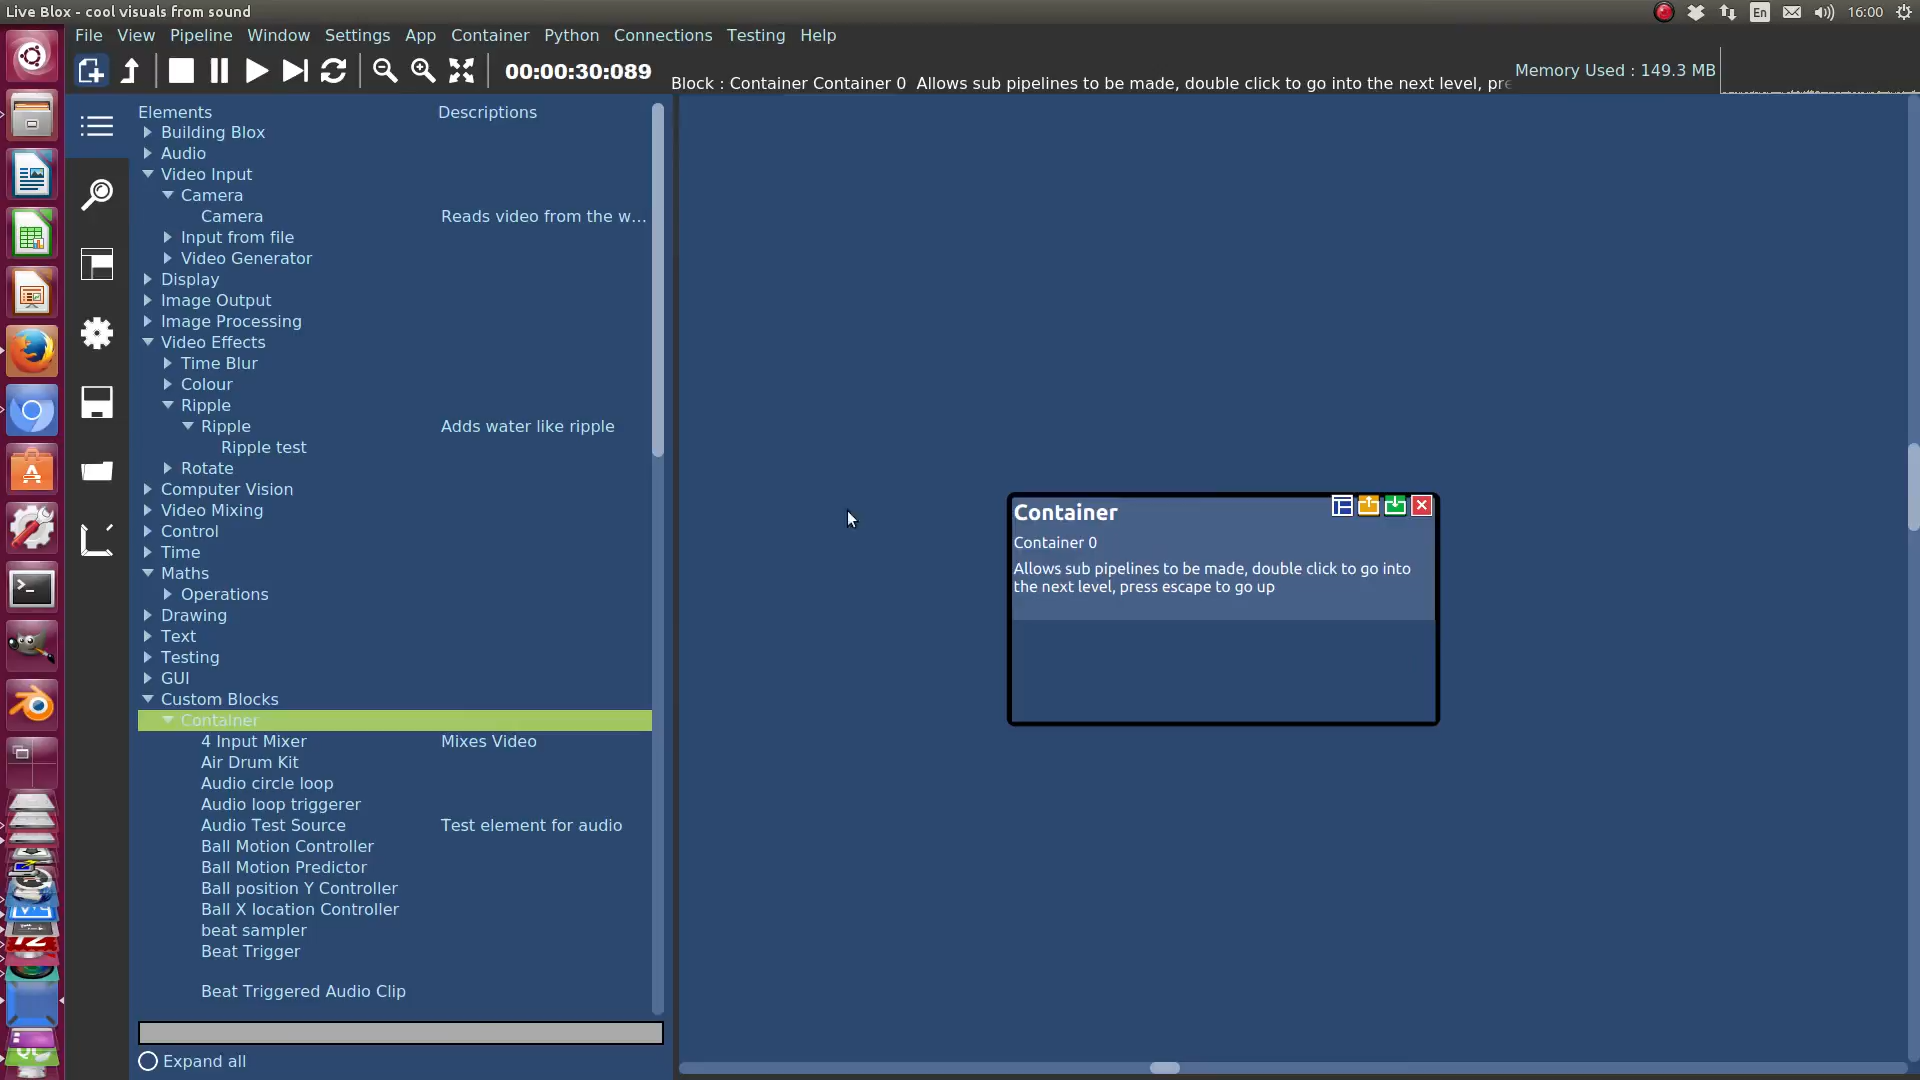 Live Blox - cool visuals from sound
En
16:00
File View Pipeline Window Settings App Container Python Connections Testing Help
00:00:30:089
Block : Container Container 0 Allows sub pipelines to be made, double click to go into the next level, pre
Memory Used : 149.3 MB
Elements Descriptions
Building Blox
Audio
Video Input
Camera
Camera Reads video from the w...
Input from file
Video Generator
Display
Image Output
Image Processing
Video Effects
Time Blur
Colour
Ripple
Ripple Adds water like ripple
Ripple test
Rotate
Computer Vision
Video Mixing
Control
Time
Maths
Operations
Drawing
Text
Testing
GUI
Custom Blocks
Container
4 Input Mixer Mixes Video
Air Drum Kit
Audio circle loop
Audio loop triggerer
Audio Test Source Test element for audio
Ball Motion Controller
Ball Motion Predictor
Ball position Y Controller
Ball X location Controller
beat sampler
Beat Trigger
Beat Triggered Audio Clip
Expand all
Container
Container 0
Allows sub pipelines to be made, double click to go into
the next level, press escape to go up